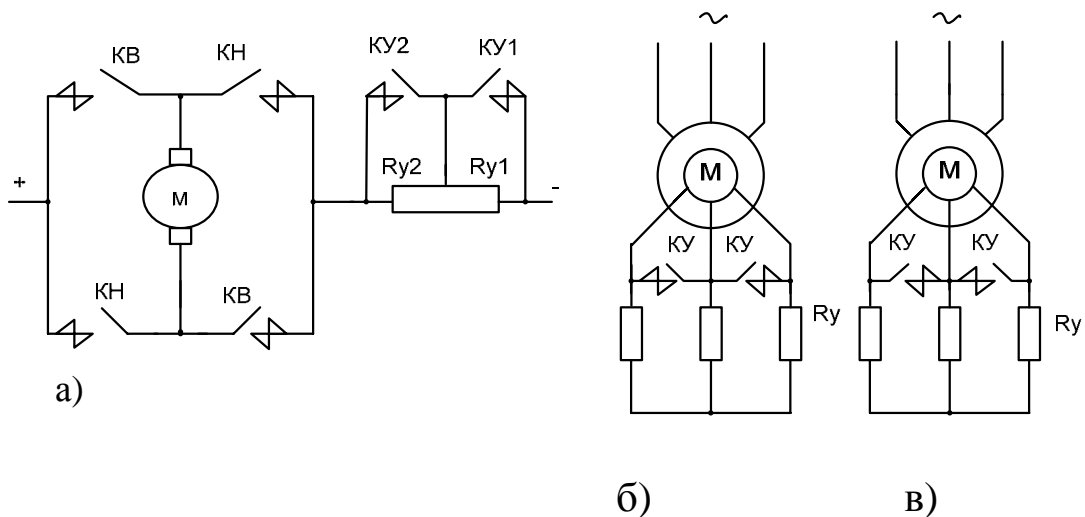 КВ КН КУ2 КУ1
Ry2 Ry1
+ М -
КН КВ
а)
~
М
КУ КУ
Ry
б)
~
М
КУ КУ
Ry
в)